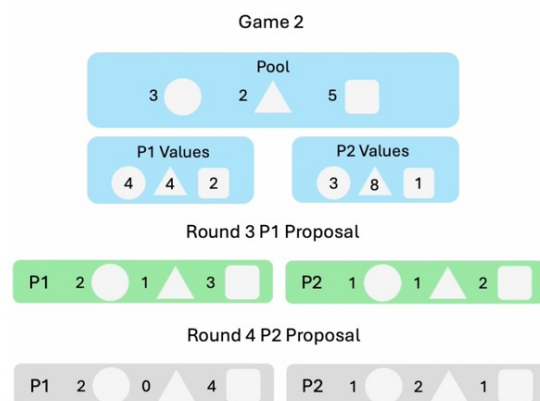 Game 2
Pool
3 2 5
P1 Values P2 Values
4 4 2 3 8 1
Round 3 P1 Proposal
P1 2 1 3 P2 1 1 2
Round 4 P2 Proposal
P1 2 0 4 P2 1 2 1